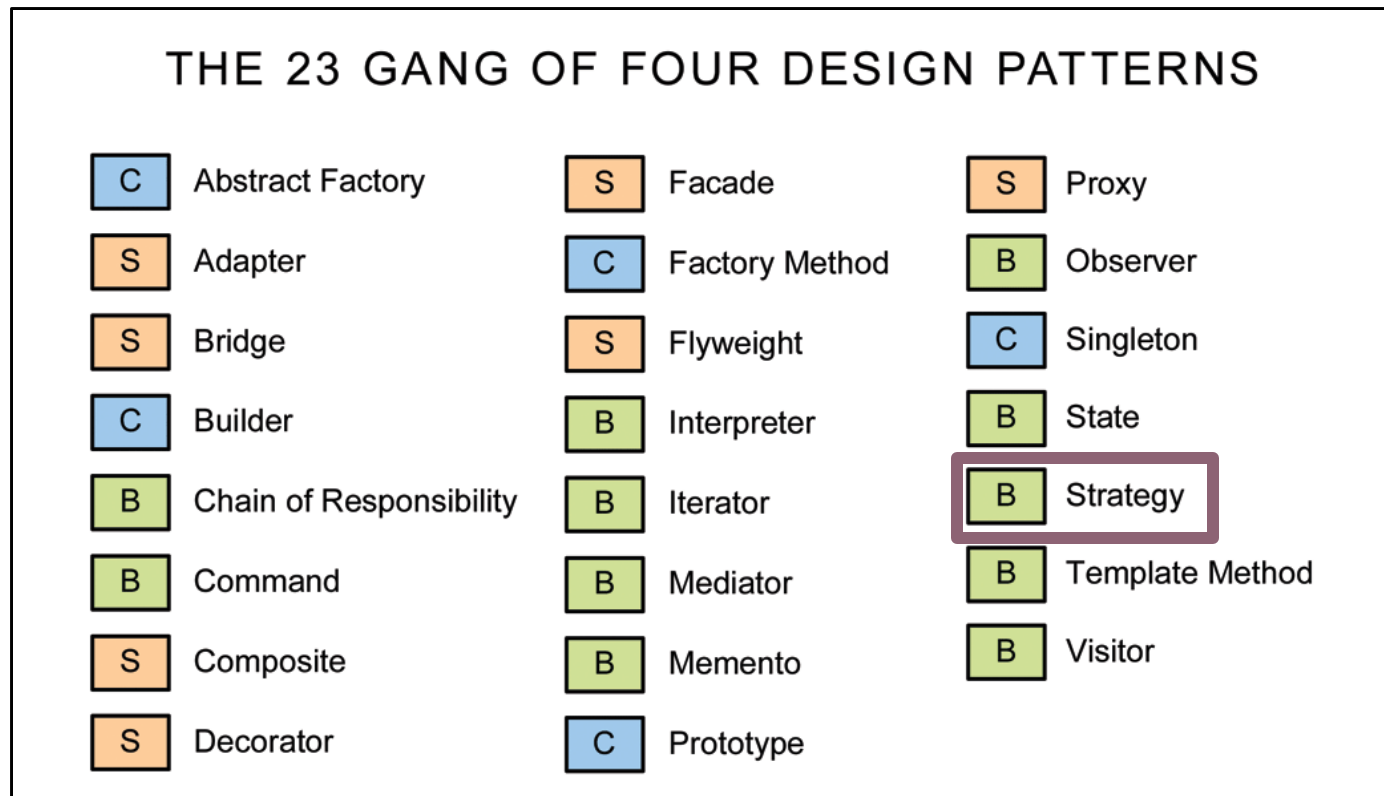 THE 23 GANG OF FOUR DESIGN PATTERNS
C Abstract Factory
S Adapter
S Bridge
C Builder
B Chain of Responsibility
B Command
S Composite
S Decorator
S Facade
C Factory Method
S Flyweight
B Interpreter
B Iterator
B Mediator
B Memento
C Prototype
S Proxy
B Observer
C Singleton
B State
B Strategy
B Template Method
B Visitor